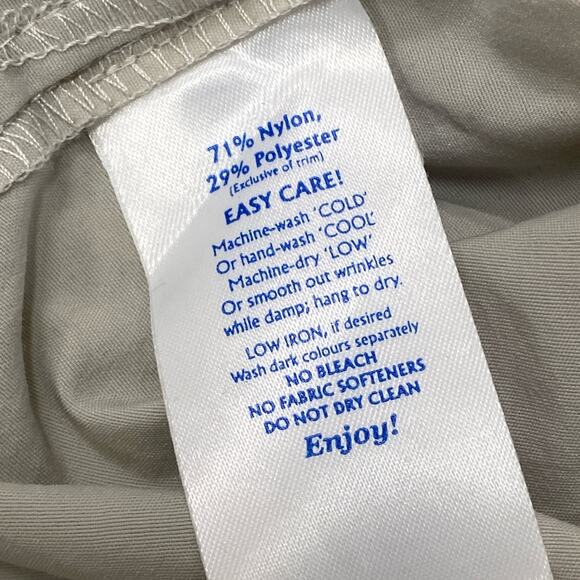 71% Nylon,
29% Polyester
(Exclusive of trim)
EASY CARE!
Machine-wash 'COLD'
Or hand-wash 'COOL'
Machine-dry 'LOW'
Or smooth out wrinkles
while damp; hang to dry.
LOW IRON, if desired
Wash dark colours separately
NO BLEACH
NO FABRIC SOFTENERS
DO NOT DRY CLEAN
Enjoy!